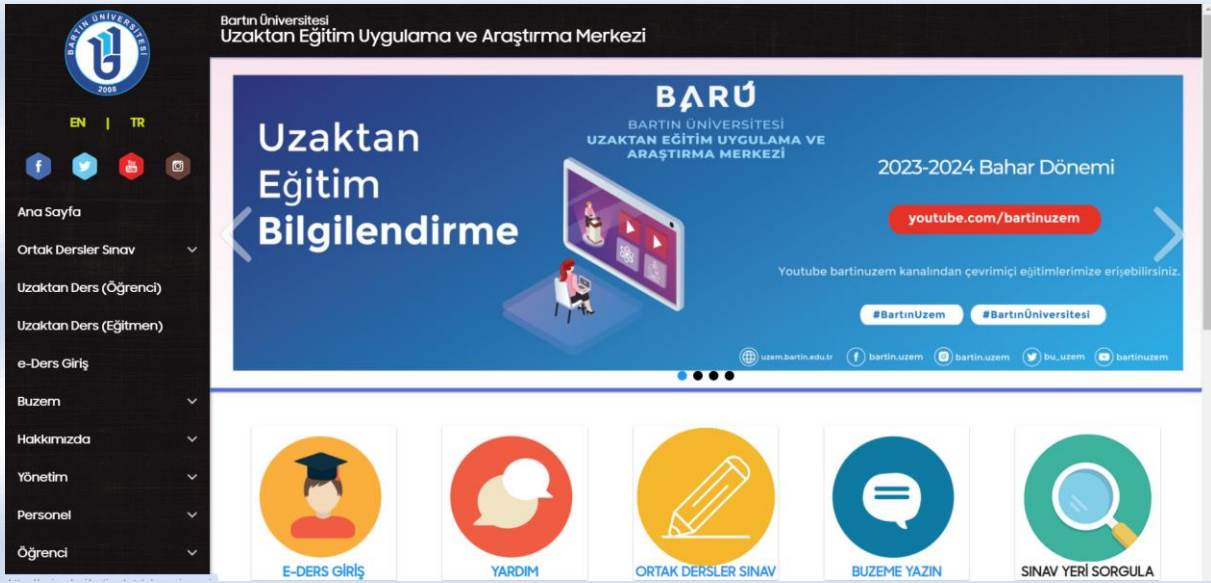 BARTIN ÜNİVERSİTESİ
2008
EN | TR
Ana Sayfa
Ortak Dersler Sınav
Uzaktan Ders (Öğrenci)
Uzaktan Ders (Eğitmen)
e-Ders Giriş
Buzem
Hakkımızda
Yönetim
Personel
Öğrenci
Bartın Üniversitesi
Uzaktan Eğitim Uygulama ve Araştırma Merkezi
Uzaktan
Eğitim
Bilgilendirme
BARÜ
BARTIN ÜNİVERSİTESİ
UZAKTAN EĞİTİM UYGULAMA VE
ARAŞTIRMA MERKEZİ
2023-2024 Bahar Dönemi
youtube.com/bartinuzem
Youtube bartinuzem kanalından çevrimiçi eğitimlerimize erişebilirsiniz.
#BartınUzem #BartınÜniversitesi
uzem.bartin.edu.tr bartin.uzem bartin.uzem bu_uzem bartinuzem
E-DERS GİRİŞ
YARDIM
ORTAK DERSLER SINAV
BUZEME YAZIN
SINAV YERİ SORGULA